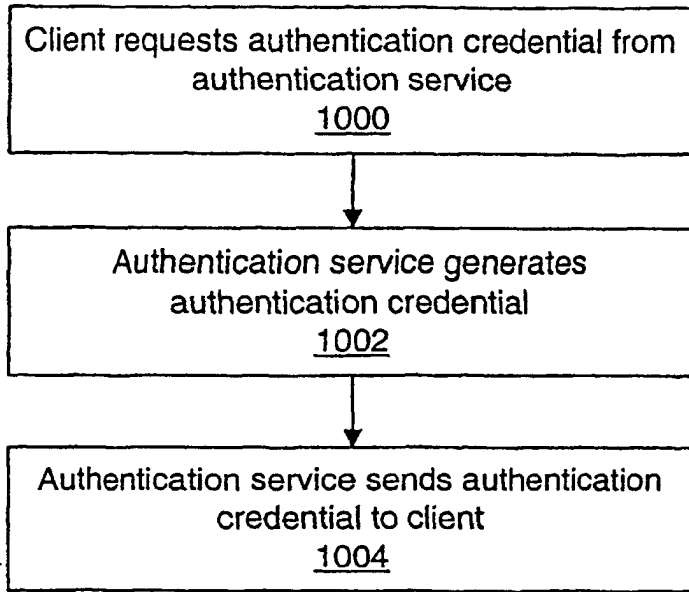 Client requests authentication credential from
authentication service
1000
Authentication service generates
authentication credential
1002
Authentication service sends authentication
credential to client
1004